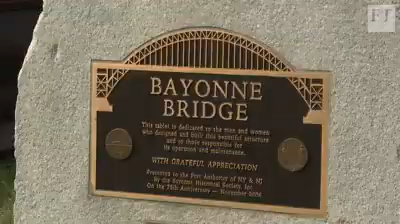 FT
BAYONNE
BRIDGE
This tablet is dedicated to the men and women
who designed and built this beautiful structure
and to those responsible for
its operation and maintenance.
WITH GRATEFUL APPRECIATION
Presented to the Port Authority of NY & NJ
By the Bayonne Historical Society, Inc.
On the 75th Anniversary — November 2006